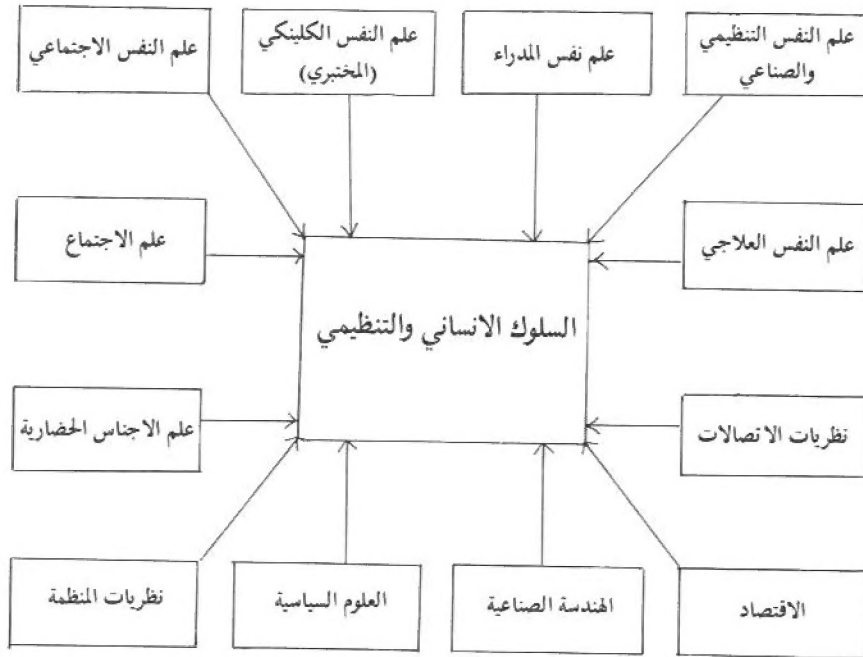 علم النفس التنظيمي
والصناعي
علم نفس المدراء
علم النفس الكلينكي
(المختبري)
علم النفس الاجتماعي
علم النفس العلاجي
علم الاجتماع
السلوك الانساني والتنظيمي
نظريات الاتصالات
علم الاجناس الحضارية
الاقتصاد
الهندسة الصناعية
العلوم السياسية
نظريات المنظمة